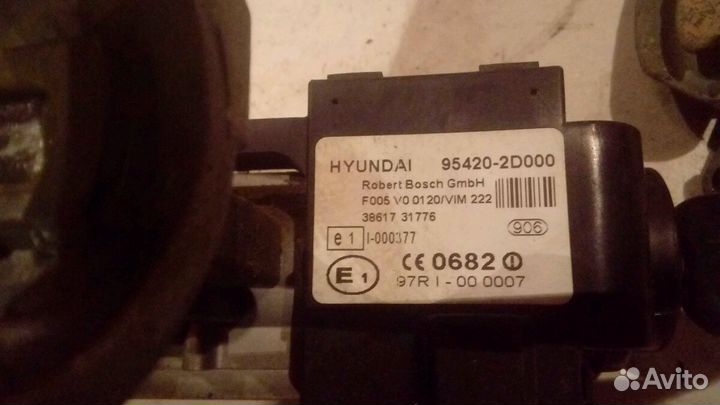 HYUNDAI 95420-2D000
Robert Bosch GmbH
F005 V0 0120/VIM 222
38617 31776
906
e 1 I-000377
E1
CE 0682
97R I - 00 0007
Avito